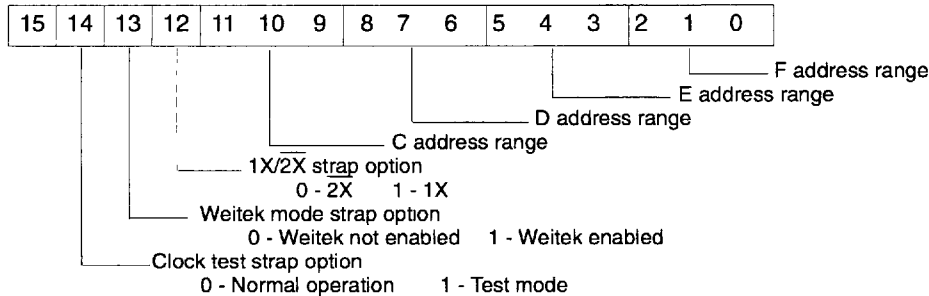 15 14 13 12 11 10 9 8 7 6 5 4 3 2 1 0
F address range
E address range
D address range
C address range
1X/2X̅ strap option
0 - 2X̅ 1 - 1X
Weitek mode strap option
0 - Weitek not enabled 1 - Weitek enabled
Clock test strap option
0 - Normal operation 1 - Test mode